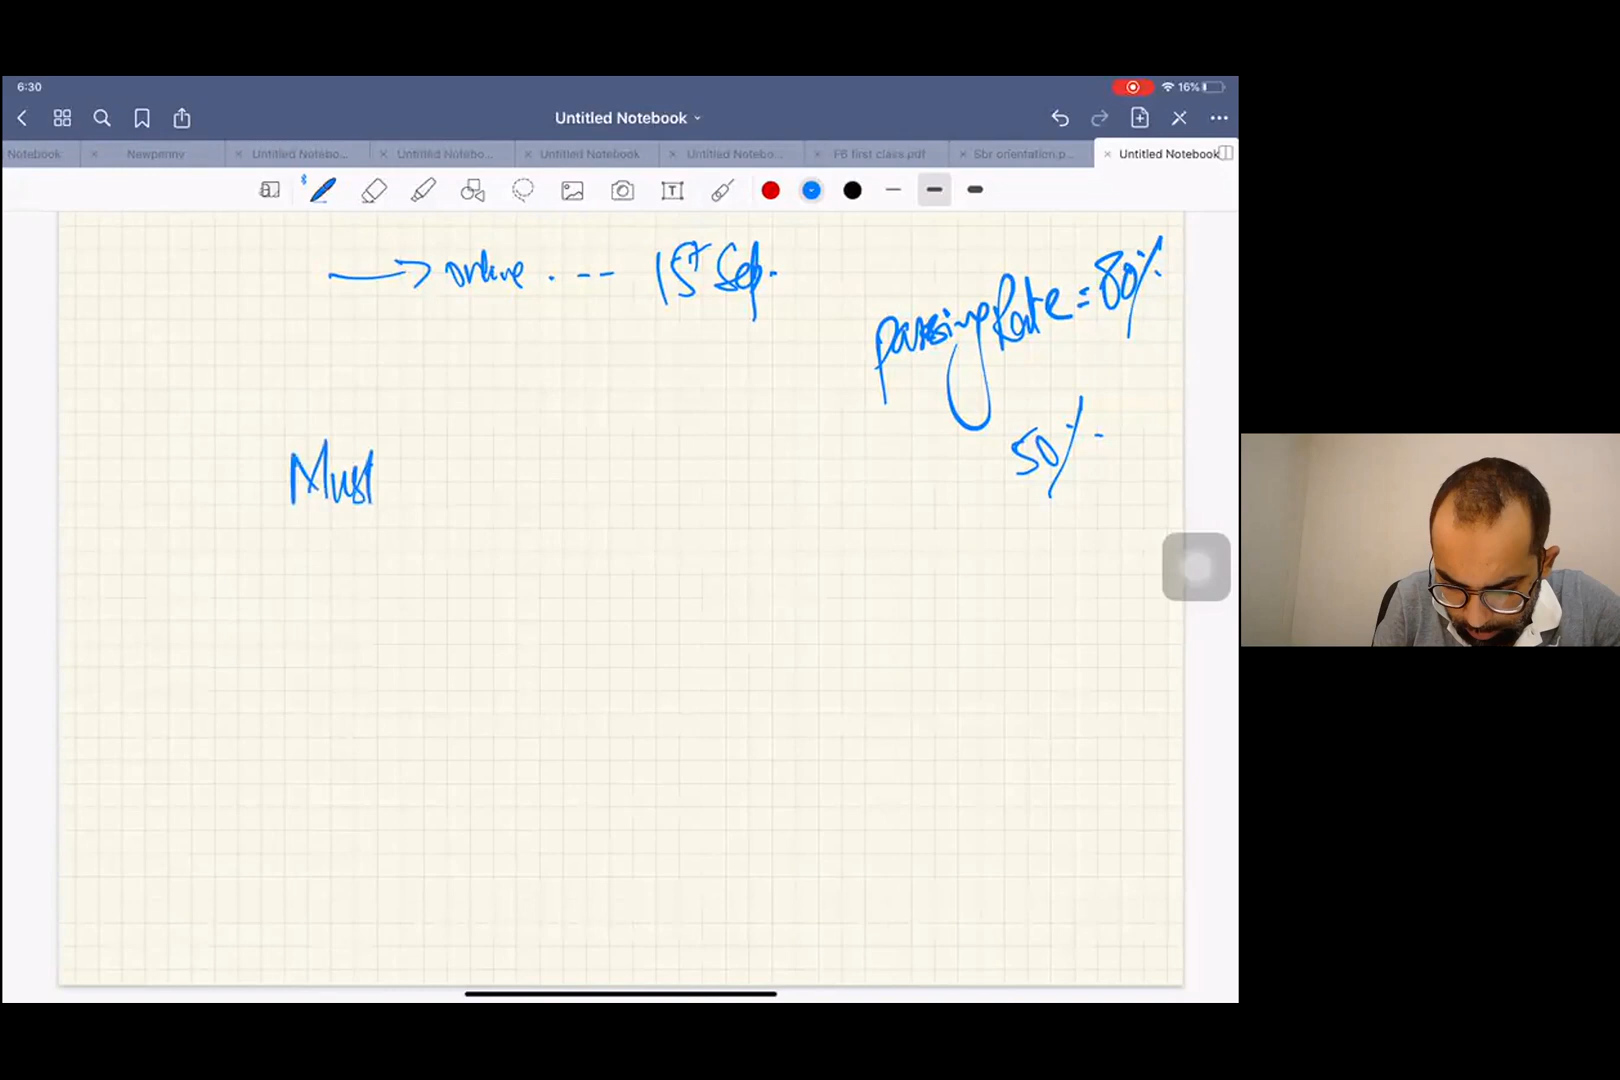 6:30
16%
Untitled Notebook
Notebook
Newpenny
Untitled Notebo...
Untitled Notebo...
Untitled Notebook
Untitled Notebo...
F6 first class.pdf
Sbr orientation.p...
Untitled Notebook
T
→ online . -- 1st Sep.
passing Rate = 80%
50%.
Must